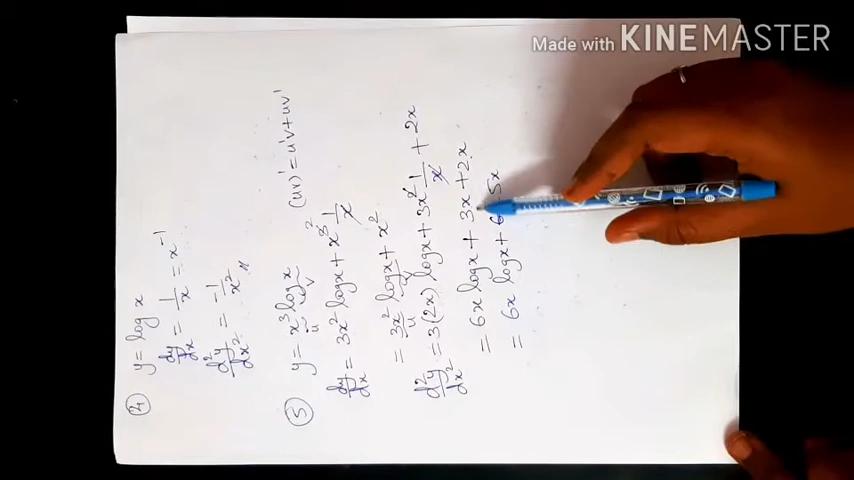 Made with KINEMASTER
④ y = log x
dy/dx = 1/x = x⁻¹
d²y/dx² = -1/x² //
⑤ y = x³ log x (uv)' = u'v + uv'
u v
dy/dx = 3x² log x + x³ 1/x
= 3x² log x + x²
u v
d²y/dx² = 3(2x) log x + 3x² 1/x + 2x
= 6x log x + 3x + 2x
= 6x log x + 5x